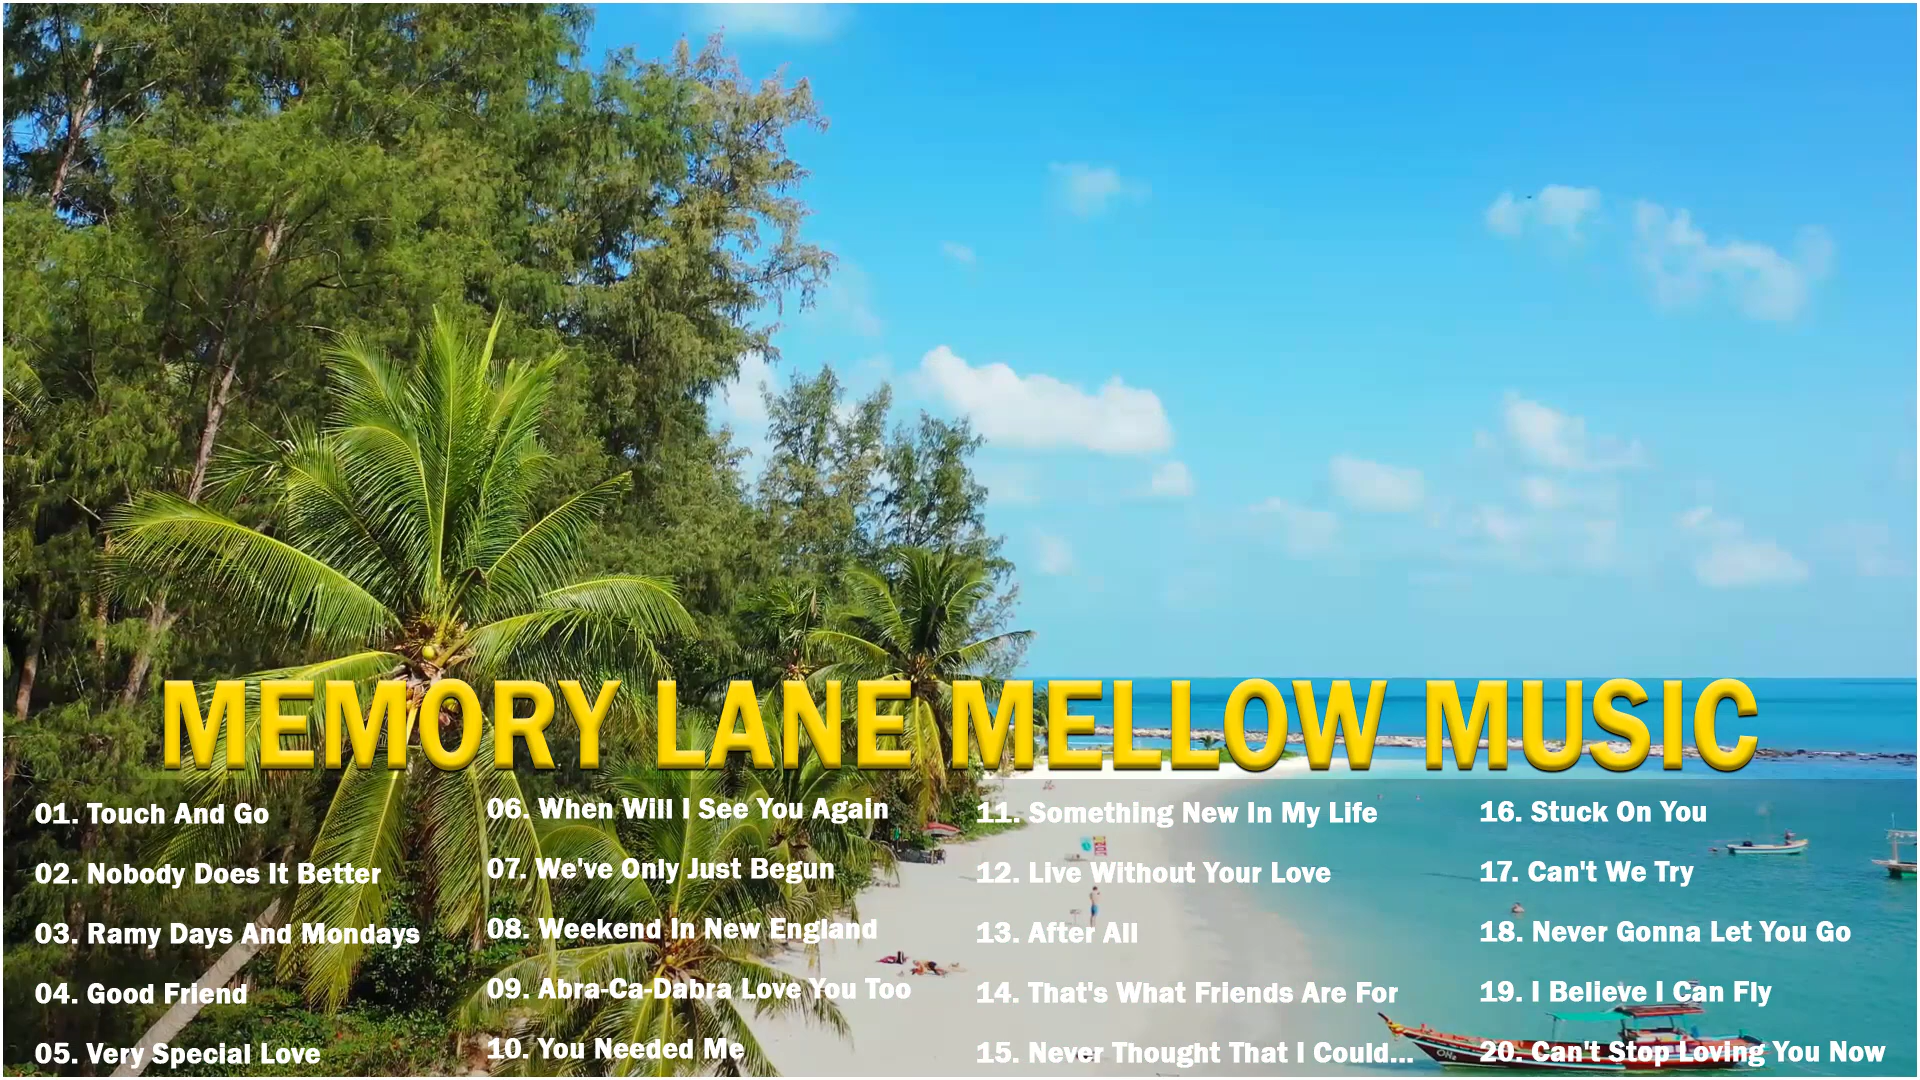 MEMORY LANE MELLOW MUSIC
01. Touch And Go
02. Nobody Does It Better
03. Ramy Days And Mondays
04. Good Friend
05. Very Special Love
06. When Will I See You Again
07. We've Only Just Begun
08. Weekend In New England
09. Abra-Ca-Dabra Love You Too
10. You Needed Me
11. Something New In My Life
12. Live Without Your Love
13. After All
14. That's What Friends Are For
15. Never Thought That I Could...
16. Stuck On You
17. Can't We Try
18. Never Gonna Let You Go
19. I Believe I Can Fly
20. Can't Stop Loving You Now